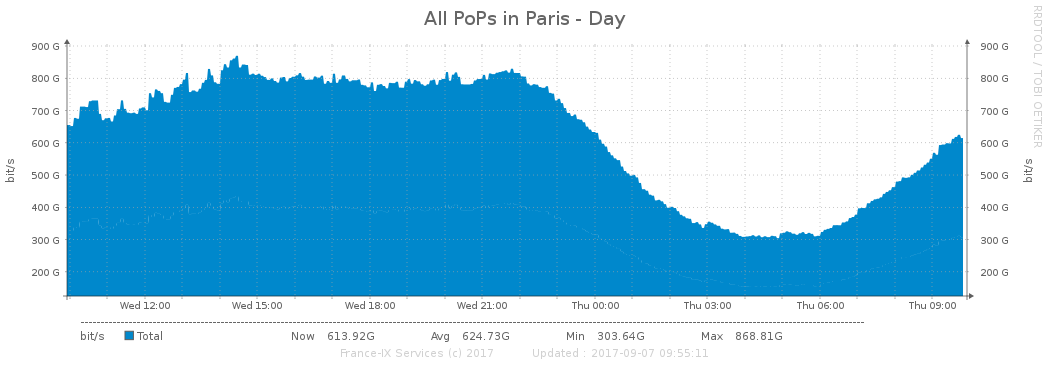 All PoPs in Paris - Day
900 G 900 G
800 G 800 G
700 G 700 G
600 G 600 G
500 G 500 G
400 G 400 G
300 G 300 G
200 G 200 G
bit/s
bit/s
RRDTOOL / TOBI OETIKER
Wed 12:00 Wed 15:00 Wed 18:00 Wed 21:00 Thu 00:00 Thu 03:00 Thu 06:00 Thu 09:00
bit/s Total Now 613.92G Avg 624.73G Min 303.64G Max 868.81G
France-IX Services (c) 2017 Updated : 2017-09-07 09:55:11